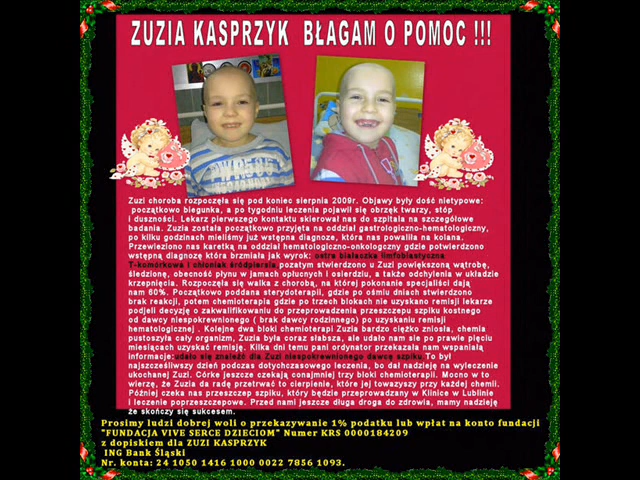 ZUZIA KASPRZYK BŁAGAM O POMOC !!!
Zuzi choroba rozpoczęła się pod koniec sierpnia 2009r. Objawy były dość nietypowe:
początkowo biegunka, a po tygodniu leczenia pojawił się obrzęk twarzy, stóp
i duszności. Lekarz pierwszego kontaktu skierował nas do szpitala na szczegółowe
badania. Zuzia została początkowo przyjęta na oddział gastrologiczno-hematologiczny,
po kilku godzinach mieliśmy już wstępna diagnoze, która nas powaliła na kolana.
Przewieziono nas karetką na oddział hematologiczno-onkologczny gdzie potwierdzono
wstępną diagnozę która brzmiała jak wyrok: ostra białaczka limfoblastyczna
T-komórkowa i chłoniak śródpiersia,pozatym stwierdzono u Zuzi powiększoną wątrobę,
śledzionę, obecność płynu w jamach opłucnych i osierdziu, a także odchylenia w układzie
krzepnięcia. Rozpoczęła się walka z chorobą, na której pokonanie specjaliści dają
nam 60%. Początkowo poddana sterydoterapii, gdzie po ośmiu dniach stwierdzono
brak reakcji, potem chemioterapia gdzie po trzech blokach nie uzyskano remisji lekarze
podjeli decyzję o zakwalifikowaniu do przeprowadzenia przeszczepu szpiku kostnego
od dawcy niespokrewnionego ( brak dawcy rodzinnego) po uzyskaniu remisji
hematologicznej . Kolejne dwa bloki chemioterapi Zuzia bardzo ciężko zniosła, chemia
pustoszyła cały organizm, Zuzia była coraz słabsza, ale udało nam sie po prawie pięciu
miesiącach uzyskać remisję. Kilka dni temu pani ordynator przekazała nam wspaniałą
informacje:udało się znaleźć dla Zuzi niespokrewnionego dawcę szpiku.To był
najszczęśliwszy dzień podczas dotychczasowego leczenia, bo dał nadzieję na wyleczenie
ukochanej Zuzi. Córke jeszcze czekają conajmniej trzy bloki chemioterapii. Mocno w to
wierzę, że Zuzia da radę przetrwać to cierpienie, które jej towarzyszy przy każdej chemii.
Później czeka nas przeszczep szpiku, który będzie przeprowadzany w Klinice w Lublinie
i leczenie poprzeszczepowe. Przed nami jeszcze długa droga do zdrowia, mamy nadzieję
że skończy się sukcesem.
Prosimy ludzi dobrej woli o przekazywanie 1% podatku lub wpłat na konto fundacji
"FUNDACJA VIVE SERCE DZIECIOM" Numer KRS 0000184209
z dopiskiem dla ZUZI KASPRZYK
ING Bank Śląski
Nr. konta: 24 1050 1416 1000 0022 7856 1093.